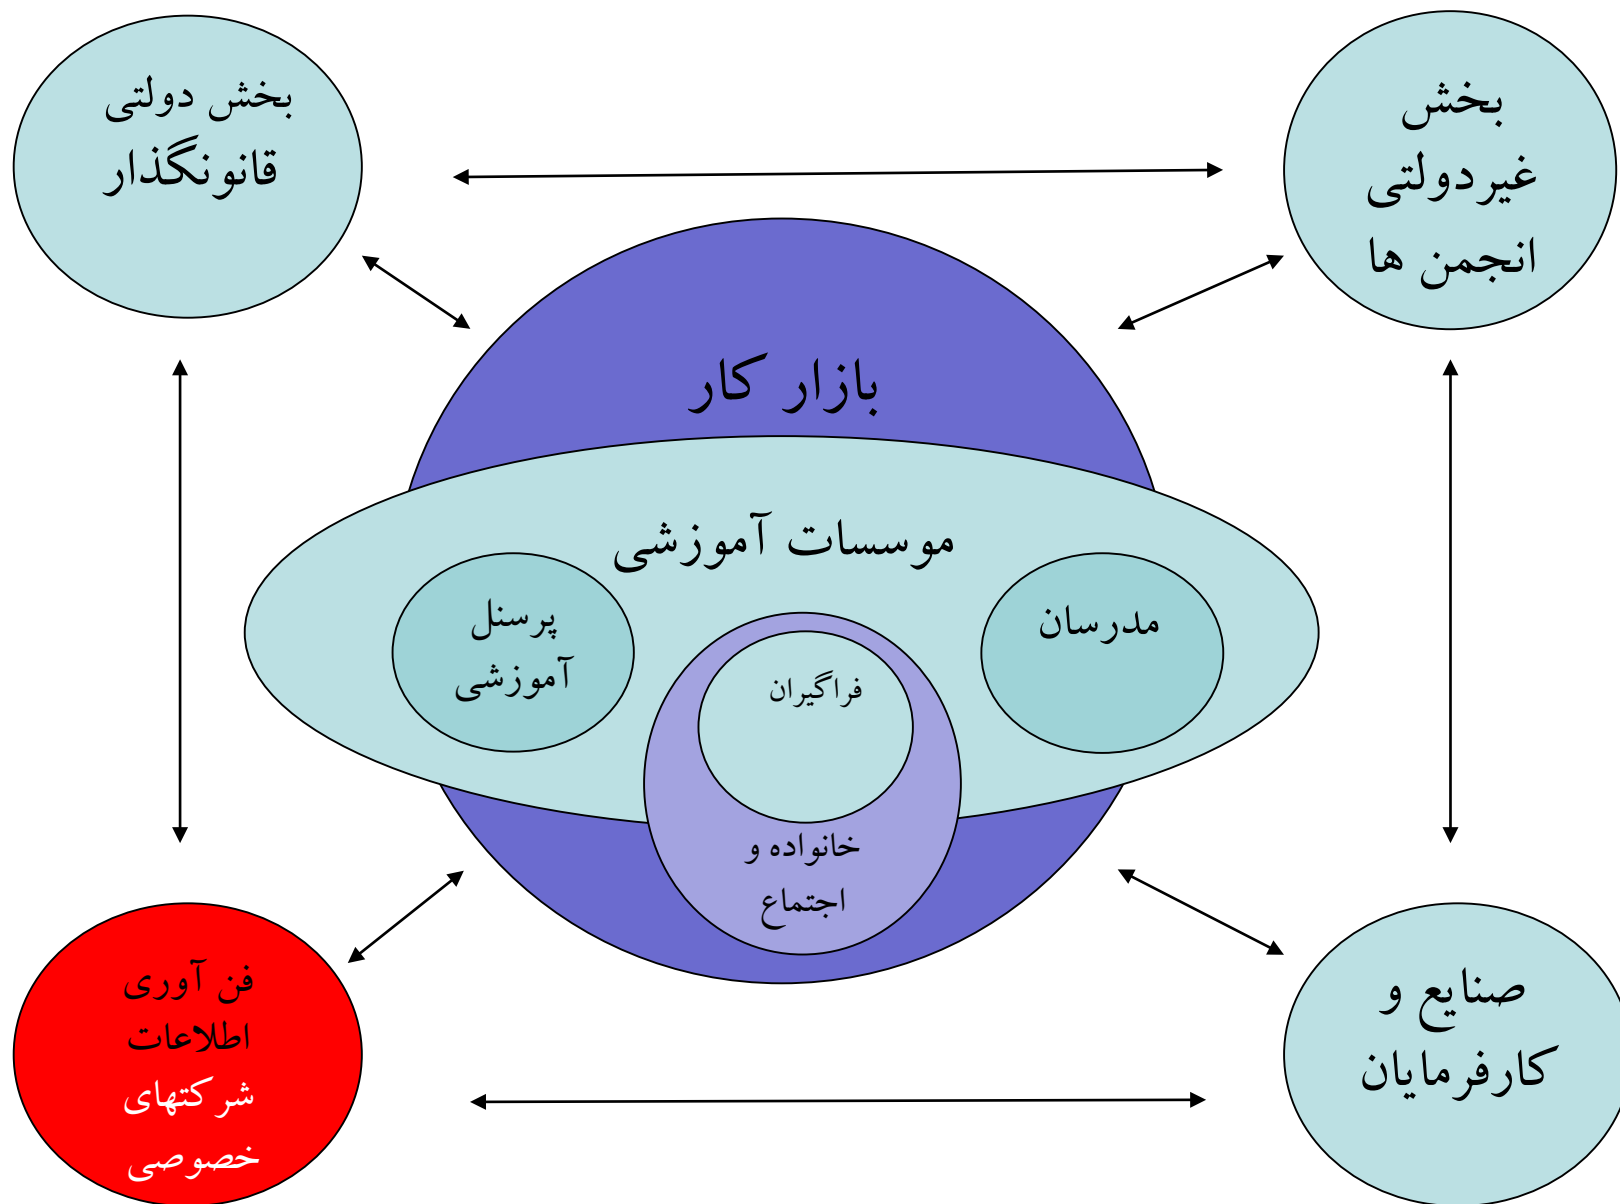 بخش
غیردولتی
انجمن ها
بخش دولتی
قانونگذار
بازار کار
موسسات آموزشی
مدرسان
پرسنل
آموزشی
فراگیران
خانواده و
اجتماع
صنایع و
کارفرمایان
فن آوری
اطلاعات
شرکتهای
خصوصی